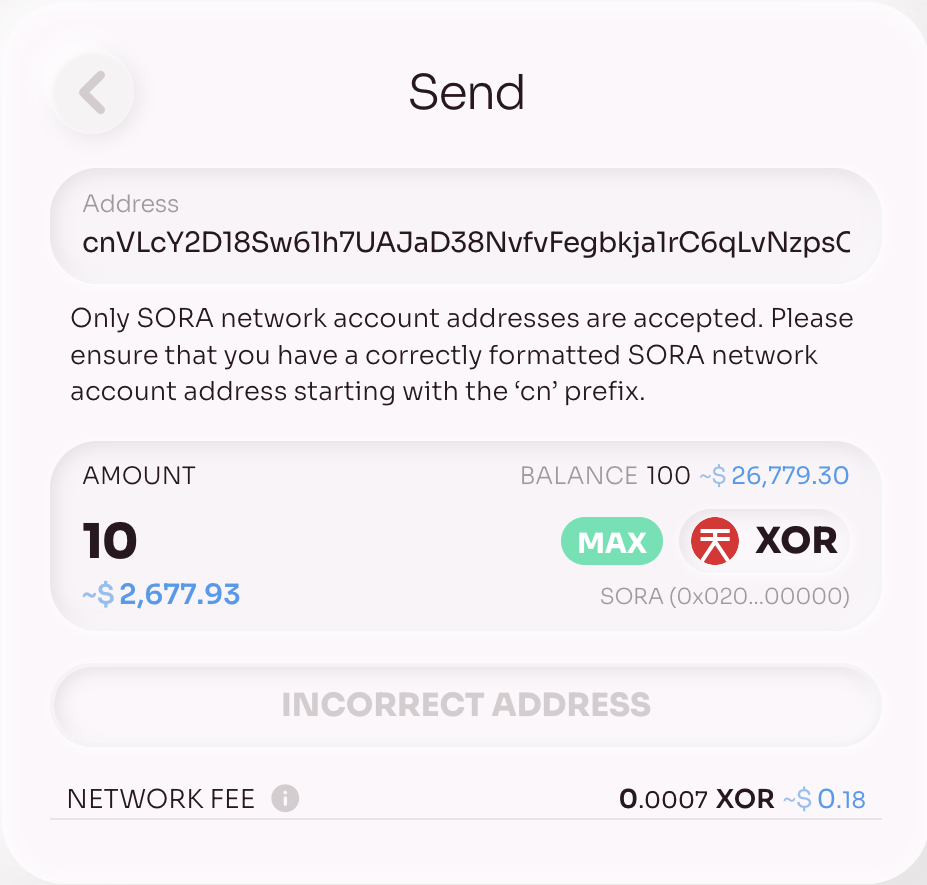 Send
Address
cnVLcY2D18Sw61h7UAJaD38NvfvFegbkja1rC6qLvNzpsC
Only SORA network account addresses are accepted. Please
ensure that you have a correctly formatted SORA network
account address starting with the ‘cn’ prefix.
AMOUNT BALANCE 100 ~$ 26,779.30
10 MAX XOR
~$ 2,677.93 SORA (0x020...00000)
INCORRECT ADDRESS
NETWORK FEE 0.0007 XOR ~$ 0.18